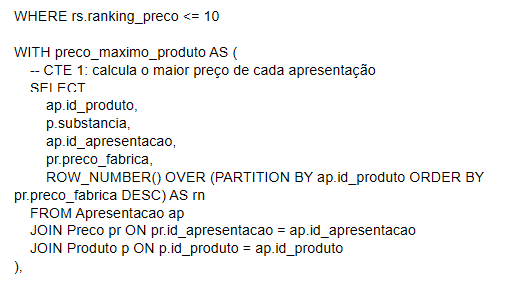 WHERE rs.ranking_preco <= 10
WITH preco_maximo_produto AS (
-- CTE 1: calcula o maior preço de cada apresentação
SELECT
ap.id_produto,
p.substancia,
ap.id_apresentacao,
pr.preco_fabrica,
ROW_NUMBER() OVER (PARTITION BY ap.id_produto ORDER BY
pr.preco_fabrica DESC) AS rn
FROM Apresentacao ap
JOIN Preco pr ON pr.id_apresentacao = ap.id_apresentacao
JOIN Produto p ON p.id_produto = ap.id_produto
),